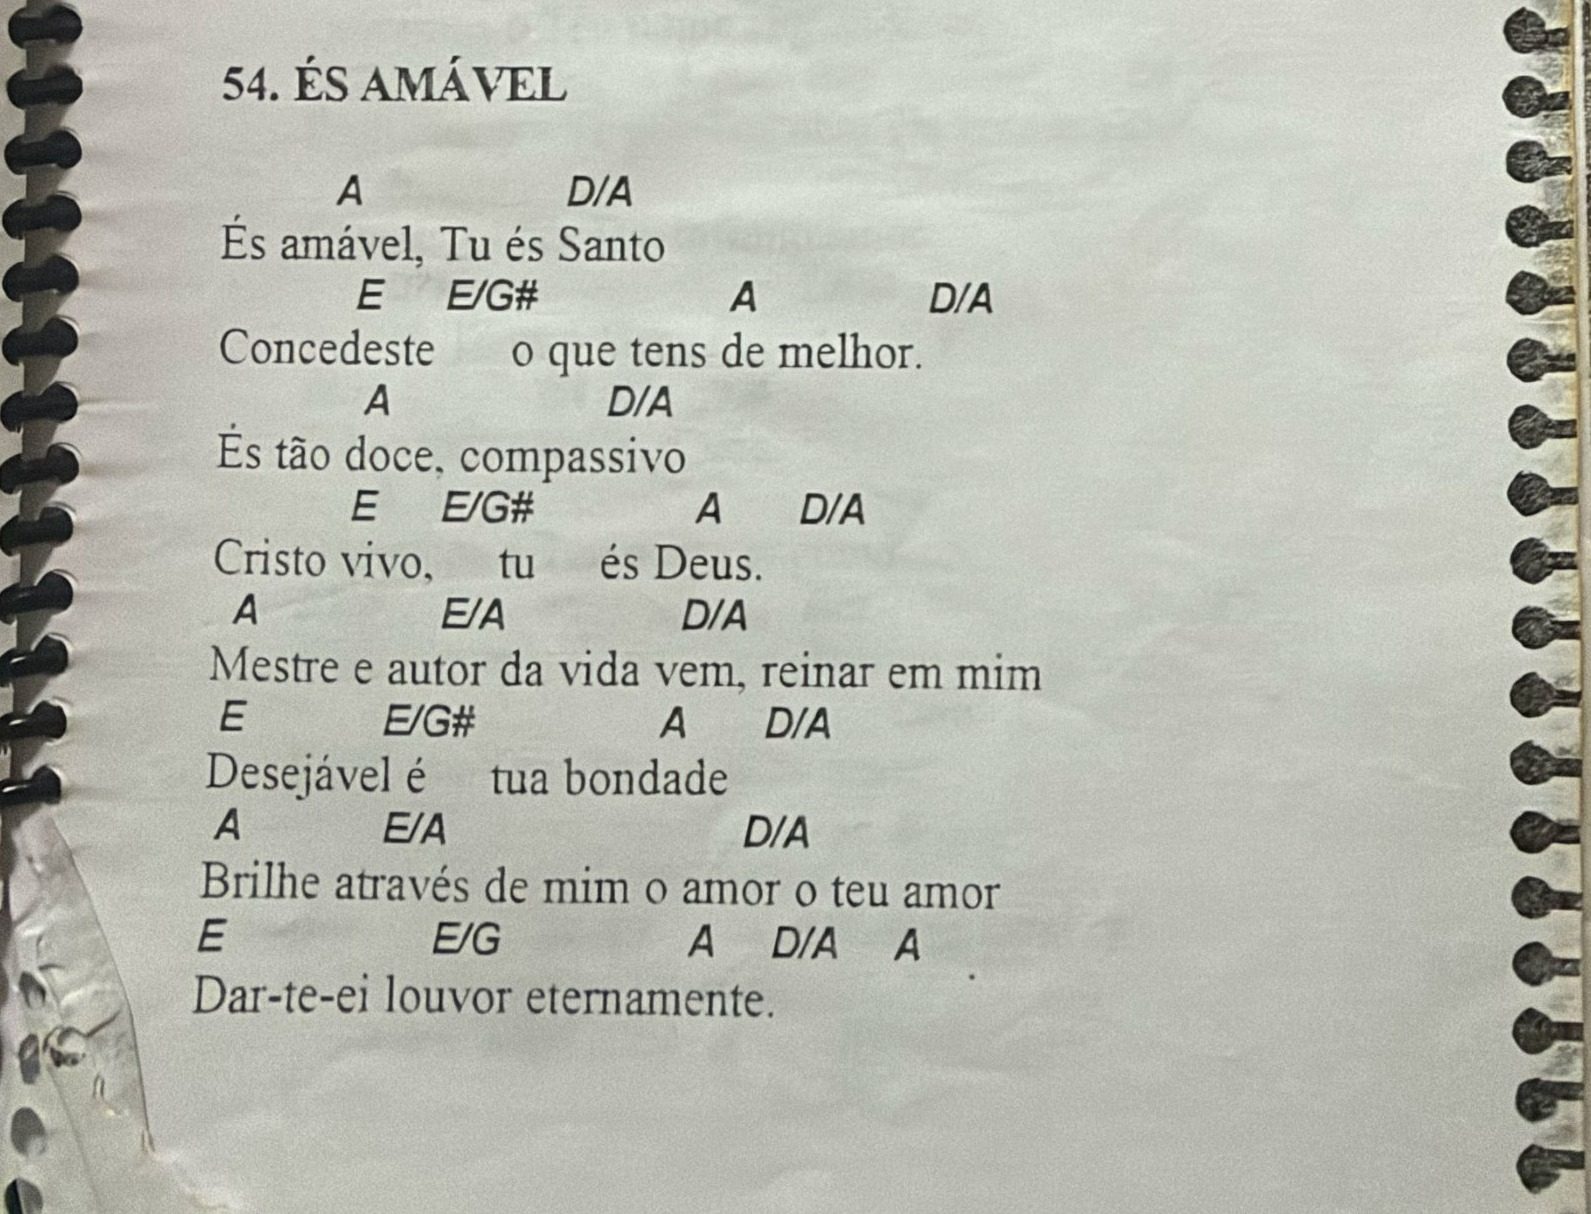 54. ÉS AMÁVEL
A D/A
És amável, Tu és Santo
E E/G# A D/A
Concedeste o que tens de melhor.
A D/A
És tão doce, compassivo
E E/G# A D/A
Cristo vivo, tu és Deus.
A E/A D/A
Mestre e autor da vida vem, reinar em mim
E E/G# A D/A
Desejável é tua bondade
A E/A D/A
Brilhe através de mim o amor o teu amor
E E/G A D/A A
Dar-te-ei louvor eternamente.